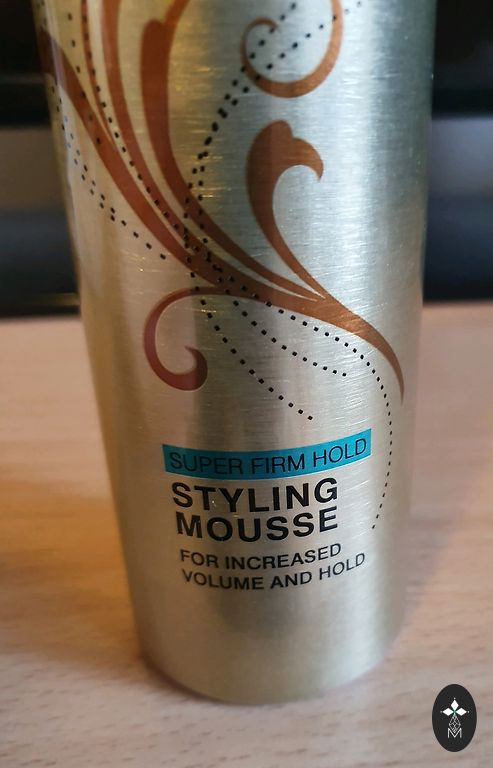 SUPER FIRM HOLD
STYLING
MOUSSE
FOR INCREASED
VOLUME AND HOLD
M